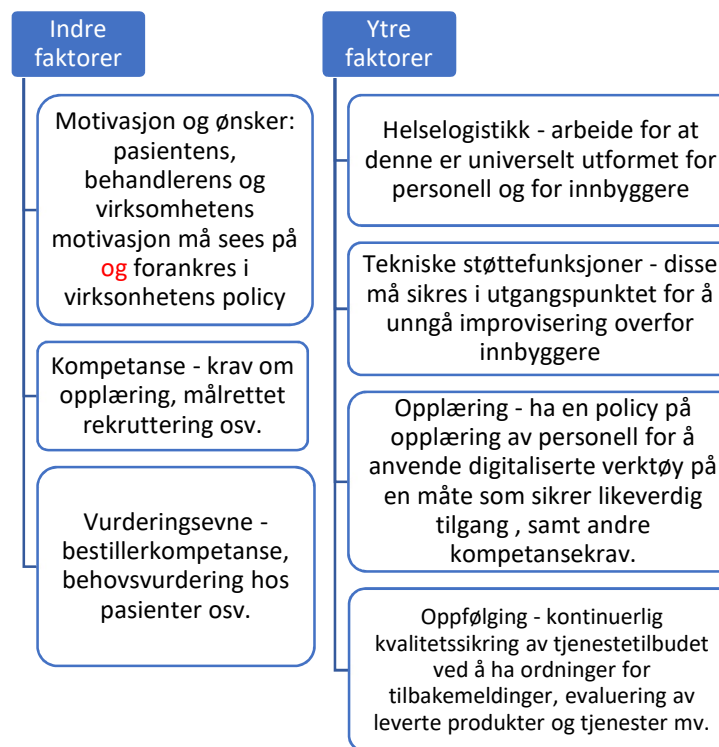 Indre
faktorer
Motivasjon og ønsker:
pasientens,
behandlerens og
virksomhetens
motivasjon må sees på
og forankres i
virksonhetens policy
Kompetanse - krav om
opplæring, målrettet
rekruttering osv.
Vurderingsevne -
bestillerkompetanse,
behovsvurdering hos
pasienter osv.
Ytre
faktorer
Helselogistikk - arbeide for at
denne er universelt utformet for
personell og for innbyggere
Tekniske støttefunksjoner - disse
må sikres i utgangspunktet for å
unngå improvisering overfor
innbyggere
Opplæring - ha en policy på
opplæring av personell for å
anvende digitaliserte verktøy på
en måte som sikrer likeverdig
tilgang , samt andre
kompetansekrav.
Oppfølging - kontinuerlig
kvalitetssikring av tjenestetilbudet
ved å ha ordninger for
tilbakemeldinger, evaluering av
leverte produkter og tjenester mv.